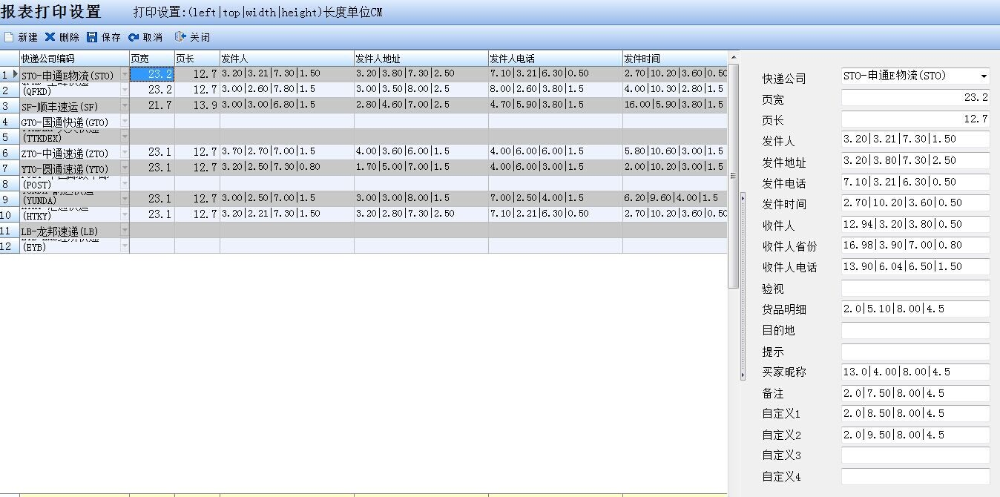 报表打印设置 打印设置:(left|top|width|height)长度单位CM
新建 删除 保存 取消 关闭
快递公司编码 页宽 页长 发件人 发件人地址 发件人电话 发件时间
1 STO-申通E物流(STO) 23.2 12.7 3.20|3.21|7.30|1.50 3.20|3.80|7.30|2.50 7.10|3.21|6.30|0.50 2.70|10.20|3.60|0.50
2 (QFKD) 23.2 12.7 3.00|2.60|7.80|1.5 3.00|3.50|8.00|2.5 8.00|2.60|3.80|1.5 4.00|10.30|2.80|1.5
3 SF-顺丰速运(SF) 21.7 13.9 3.00|3.00|6.80|1.5 2.80|4.60|7.00|2.5 4.70|5.90|3.80|1.5 16.00|5.90|3.80|1.5
4 GTO-国通快递(GTO)
5 (TTKDEX)
6 ZTO-中通速递(ZTO) 23.1 12.7 3.70|2.70|7.00|1.5 4.00|3.60|6.00|1.5 4.00|6.00|6.00|1.5 5.80|10.60|3.00|1.5
7 YTO-圆通速递(YTO) 23.1 12.7 3.20|2.50|7.30|0.80 1.70|5.00|7.00|1.5 4.00|6.00|3.00|1.5 2.00|10.20|3.00|1.5
8 (POST)
9 (YUNDA) 23.1 12.7 3.00|2.50|7.00|1.5 3.00|3.00|8.00|1.5 7.00|2.50|4.00|1.5 6.20|9.60|4.00|1.5
10 (HTKY) 23.1 12.7 3.20|2.21|7.30|1.50 3.20|2.80|7.30|2.50 7.10|2.21|6.30|0.50 2.70|10.20|3.60|0.50
11 LB-龙邦速递(LB)
12 (EYB)
快递公司 STO-申通E物流(STO)
页宽 23.2
页长 12.7
发件人 3.20|3.21|7.30|1.50
发件地址 3.20|3.80|7.30|2.50
发件电话 7.10|3.21|6.30|0.50
发件时间 2.70|10.20|3.60|0.50
收件人 12.94|3.20|3.80|0.50
收件人省份 16.98|3.90|7.00|0.80
收件人电话 13.90|6.04|6.50|1.50
验视
货品明细 2.0|5.10|8.00|4.5
目的地
提示
买家昵称 13.0|4.00|8.00|4.5
备注 2.0|7.50|8.00|4.5
自定义1 2.0|8.50|8.00|4.5
自定义2 2.0|9.50|8.00|4.5
自定义3
自定义4